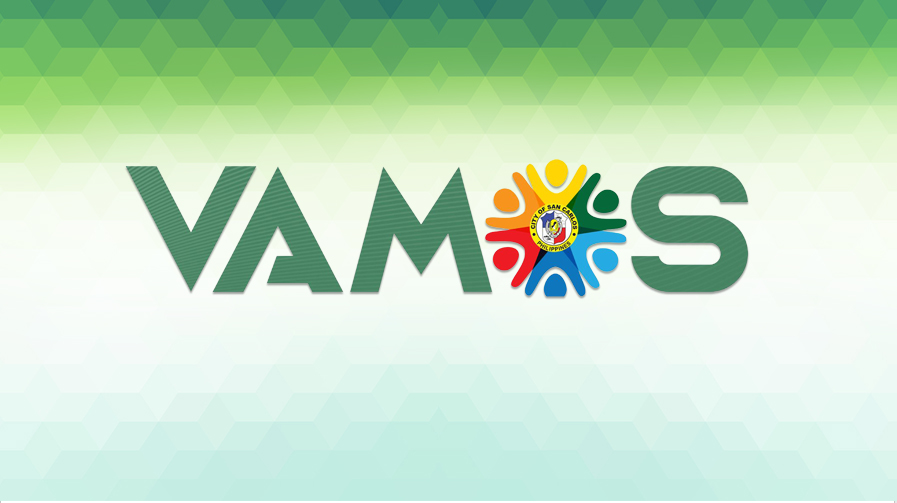 VAMOS
CITY OF SAN CARLOS
PHILIPPINES